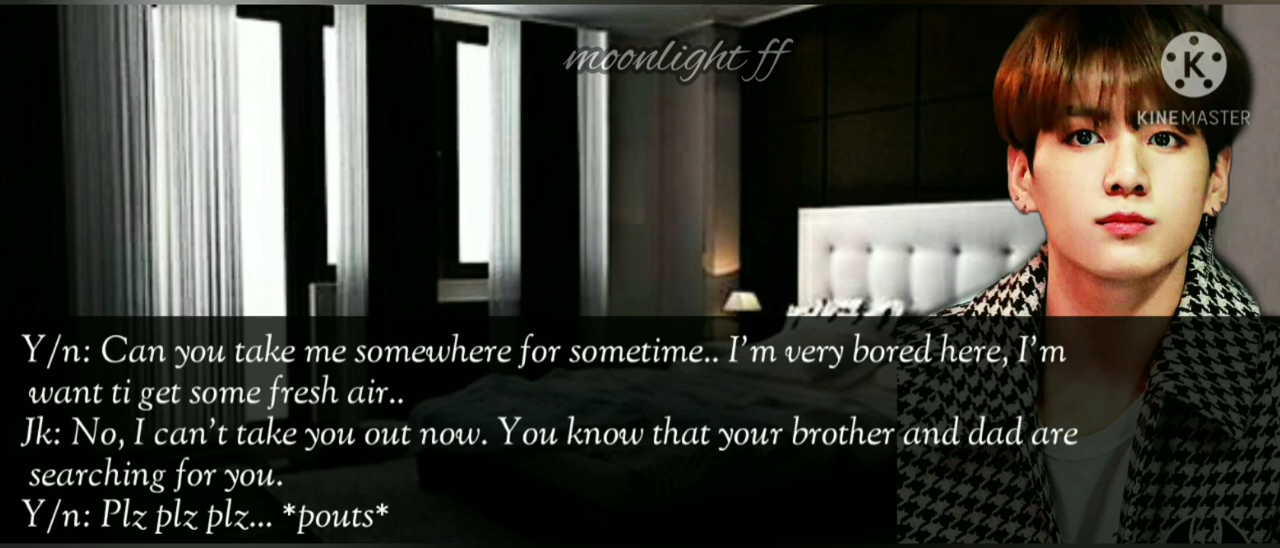 moonlight ff
KINEMASTER
Y/n: Can you take me somewhere for sometime.. I'm very bored here, I'm
want ti get some fresh air..
Jk: No, I can't take you out now. You know that your brother and dad are
searching for you.
Y/n: Plz plz plz... *pouts*